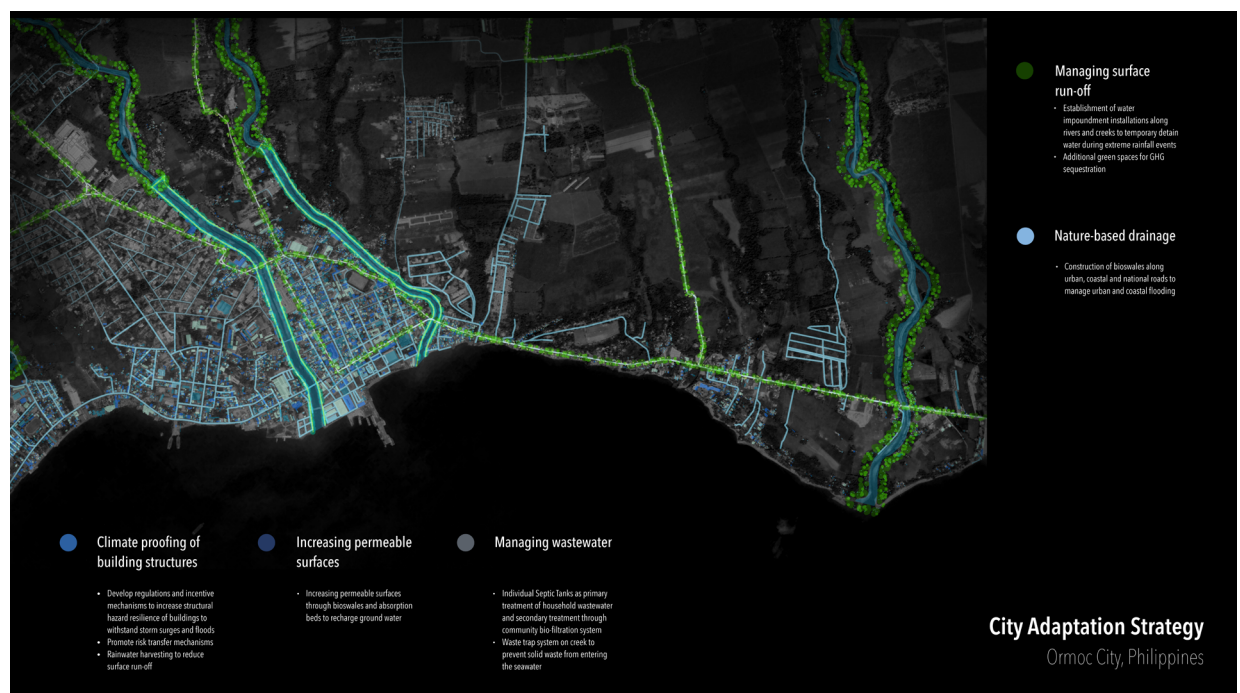 Managing surface
run-off
• Establishment of water
impoundment installations along
rivers and creeks to temporary detain
water during extreme rainfall events
• Additional green spaces for GHG
sequestration
Nature-based drainage
• Construction of bioswales along
urban, coastal and national roads to
manage urban and coastal flooding
Climate proofing of
building structures
• Develop regulations and incentive
mechanisms to increase structural
hazard resilience of buildings to
withstand storm surges and floods
• Promote risk transfer mechanisms
• Rainwater harvesting to reduce
surface run-off
Increasing permeable
surfaces
• Increasing permeable surfaces
through bioswales and absorption
beds to recharge ground water
Managing wastewater
• Individual Septic Tanks as primary
treatment of household wastewater
and secondary treatment through
community bio-filtration system
• Waste trap system on creek to
prevent solid waste from entering
the seawater
City Adaptation Strategy
Ormoc City, Philippines